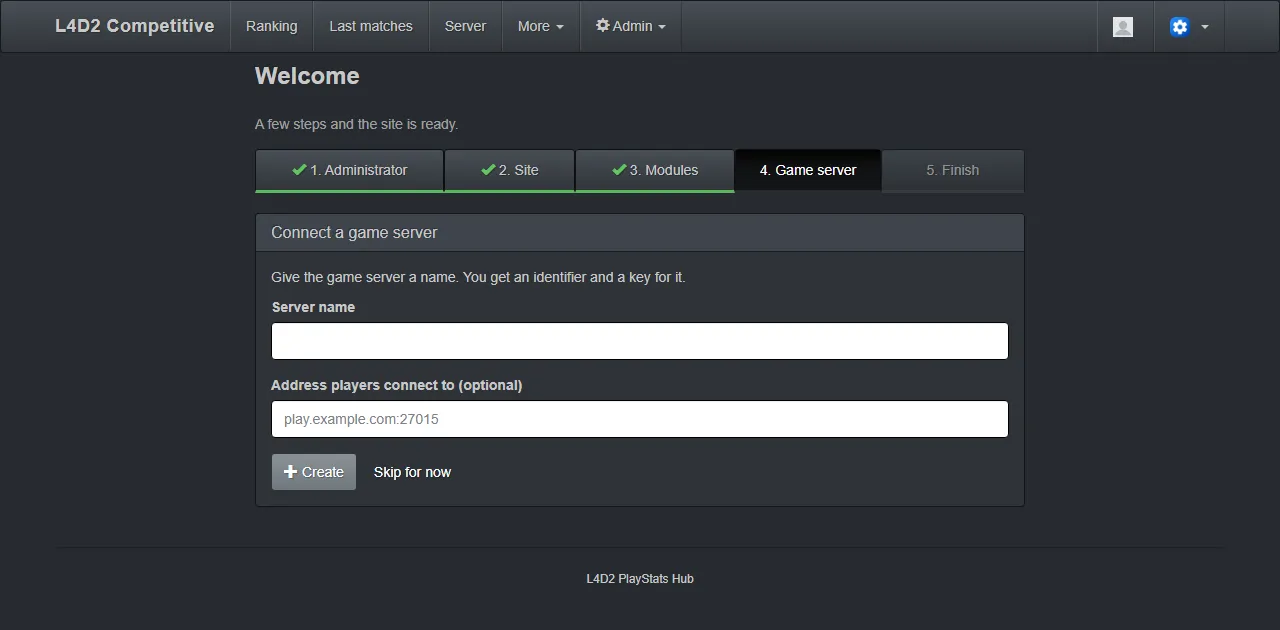 L4D2 Competitive Ranking Last matches Server More Admin
Welcome
A few steps and the site is ready.
1. Administrator 2. Site 3. Modules 4. Game server 5. Finish
Connect a game server
Give the game server a name. You get an identifier and a key for it.
Server name
Address players connect to (optional)
play.example.com:27015
Create Skip for now
L4D2 PlayStats Hub